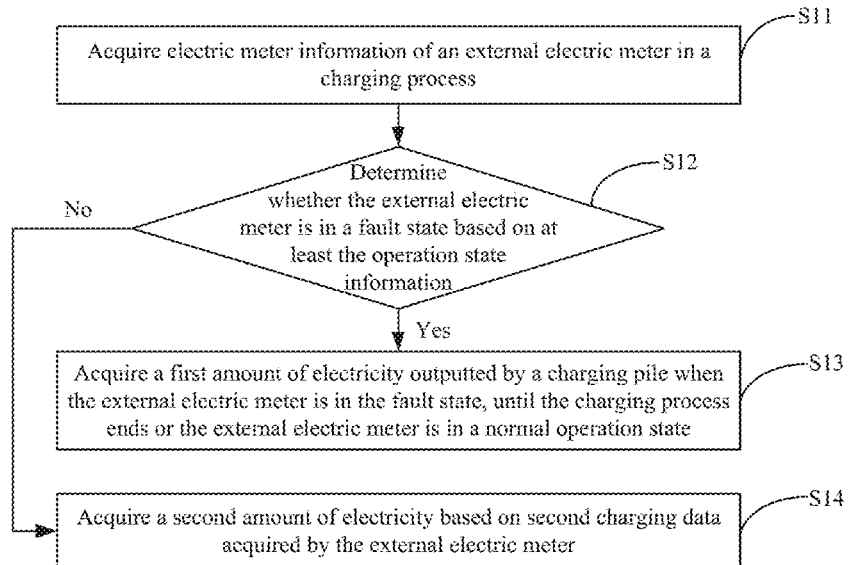 S11
Acquire electric meter information of an external electric meter in a
charging process
S12
Determine
whether the external electric
meter is in a fault state based on at
least the operation state
information
No
Yes
S13
Acquire a first amount of electricity outputted by a charging pile when
the external electric meter is in the fault state, until the charging process
ends or the external electric meter is in a normal operation state
S14
Acquire a second amount of electricity based on second charging data
acquired by the external electric meter